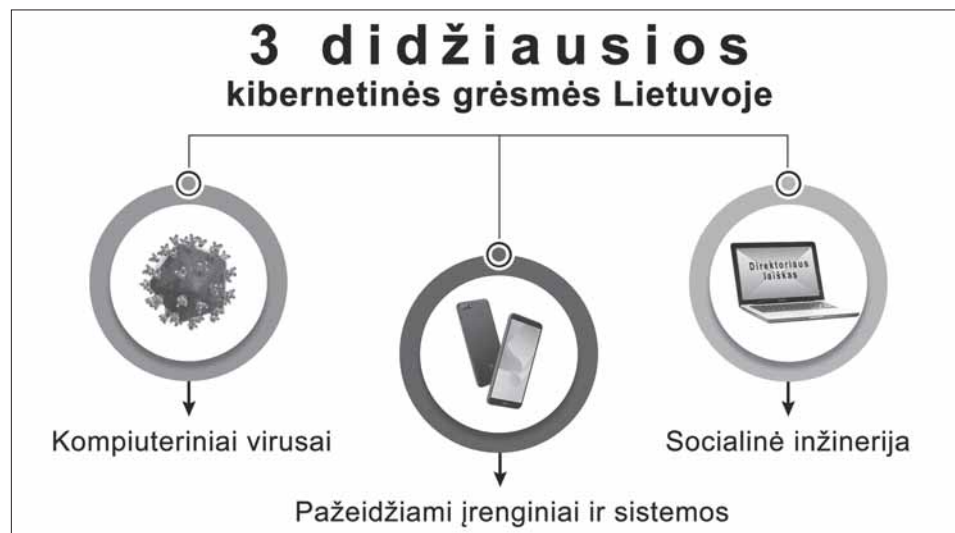 3 didžiausios
kibernetinės grėsmės Lietuvoje
Direktoriaus
laiškas
Kompiuteriniai virusai
Socialinė inžinerija
Pažeidžiami įrenginiai ir sistemos